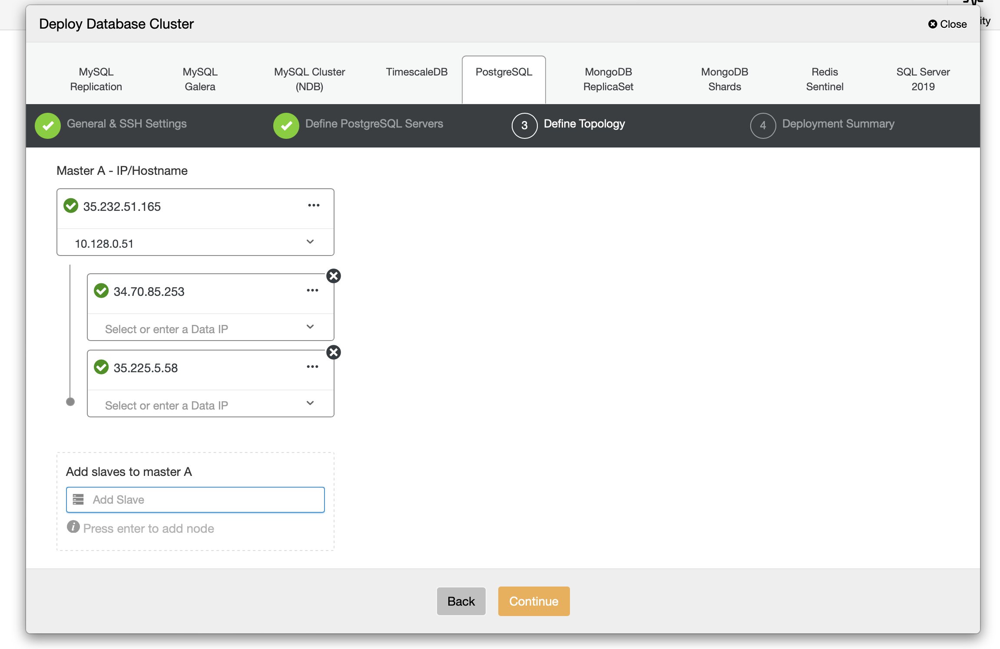 Deploy Database Cluster
Close
ity
MySQL
Replication
MySQL
Galera
MySQL Cluster
(NDB)
TimescaleDB
PostgreSQL
MongoDB
ReplicaSet
MongoDB
Shards
Redis
Sentinel
SQL Server
2019
General & SSH Settings
Define PostgreSQL Servers
3 Define Topology
4 Deployment Summary
Master A - IP/Hostname
35.232.51.165
10.128.0.51
34.70.85.253
Select or enter a Data IP
35.225.5.58
Select or enter a Data IP
Add slaves to master A
Add Slave
Press enter to add node
Back
Continue